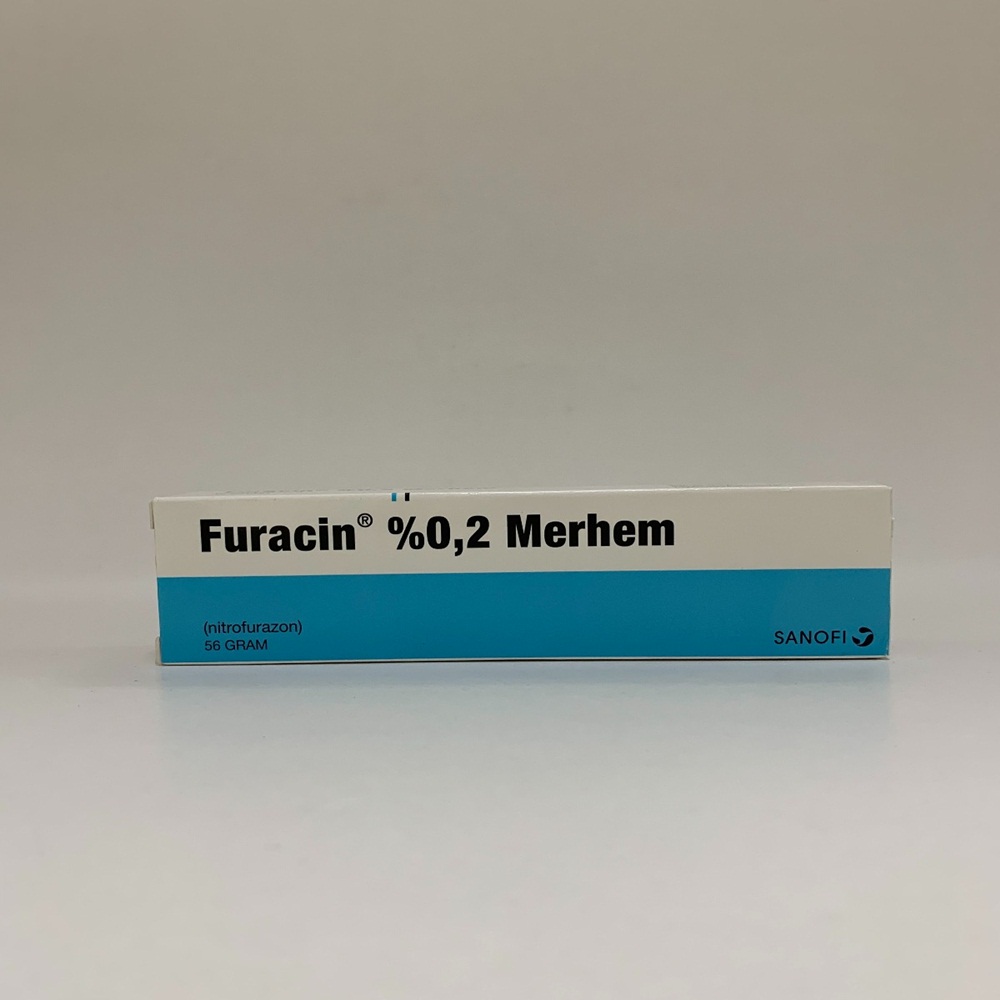 Furacin® %0,2 Merhem
(nitrofurazon)
56 GRAM
SANOFI